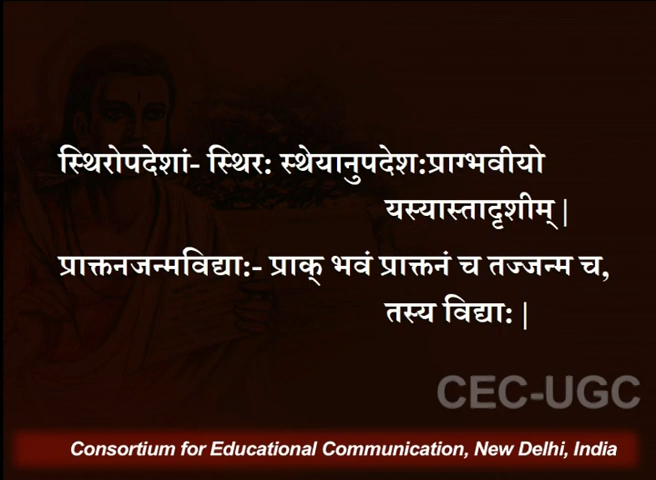 स्थिरोपदेशां- स्थिर: स्थेयानुपदेश:प्राग्भवीयो
यस्यास्तादृशीम् |
प्राक्तनजन्मविद्या:- प्राक् भवं प्राक्तनं च तज्जन्म च,
तस्य विद्या: |
CEC-UGC
Consortium for Educational Communication, New Delhi, India